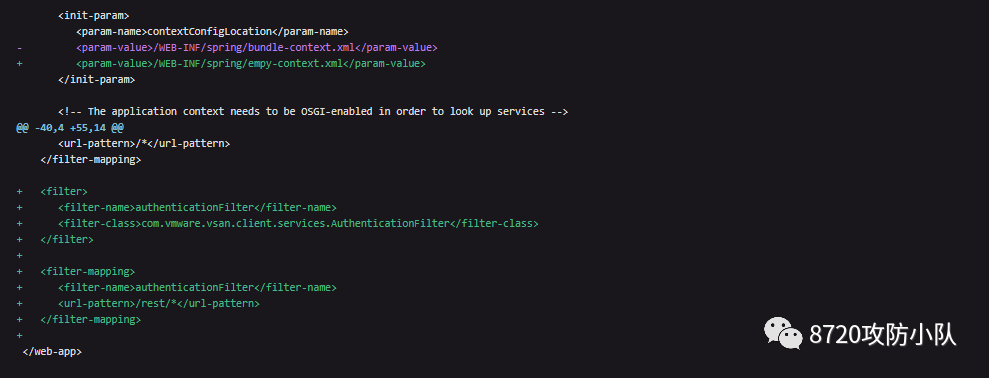 <init-param>
<param-name>contextConfigLocation</param-name>
- <param-value>/WEB-INF/spring/bundle-context.xml</param-value>
+ <param-value>/WEB-INF/spring/empy-context.xml</param-value>
</init-param>
<!-- The application context needs to be OSGI-enabled in order to look up services -->
@@ -40,4 +55,14 @@
<url-pattern>/*</url-pattern>
</filter-mapping>
+ <filter>
+ <filter-name>authenticationFilter</filter-name>
+ <filter-class>com.vmware.vsan.client.services.AuthenticationFilter</filter-class>
+ </filter>
+
+ <filter-mapping>
+ <filter-name>authenticationFilter</filter-name>
+ <url-pattern>/rest/*</url-pattern>
+ </filter-mapping>
+
</web-app>
8720攻防小队